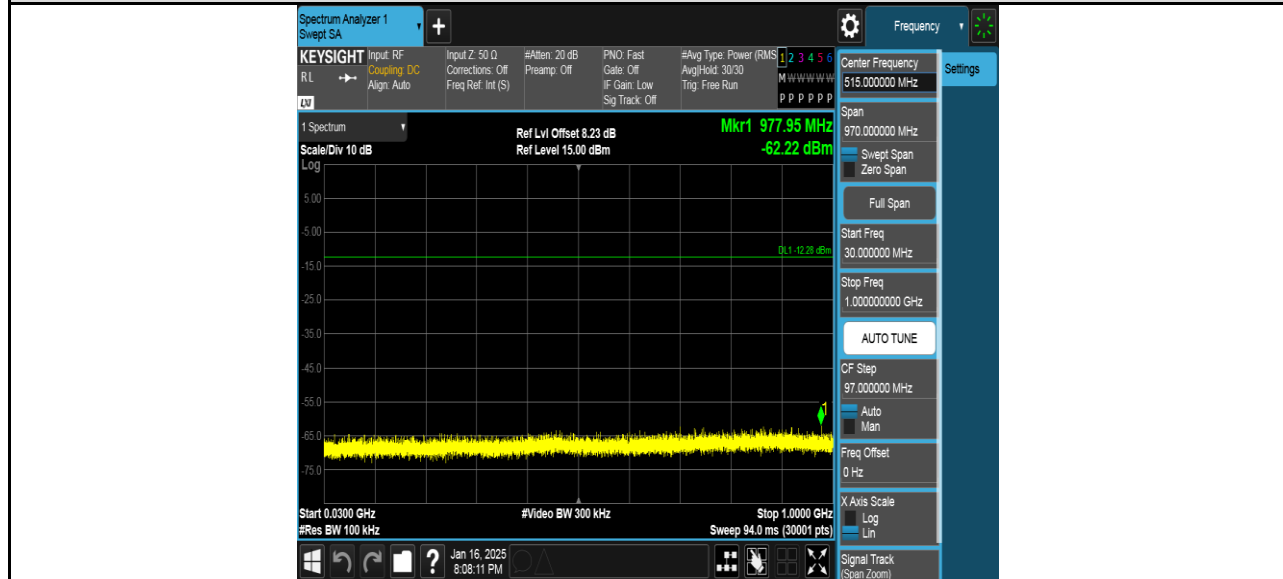 Spectrum Analyzer 1
Swept SA
+
Frequency
KEYSIGHT
RL
LXI
Input: RF
Coupling: DC
Align: Auto
Input Z: 50 Ω
Corrections: Off
Freq Ref: Int (S)
#Atten: 20 dB
Preamp: Off
PNO: Fast
Gate: Off
IF Gain: Low
Sig Track: Off
#Avg Type: Power (RMS
Avg|Hold: 30/30
Trig: Free Run
1 2 3 4 5 6
M W W W W W
P P P P P P
1 Spectrum
Scale/Div 10 dB
Log
Ref Lvl Offset 8.23 dB
Ref Level 15.00 dBm
Mkr1 977.95 MHz
-62.22 dBm
5.00
-5.00
-15.0
-25.0
-35.0
-45.0
-55.0
-65.0
-75.0
DL1 -12.28 dBm
1
Start 0.0300 GHz
#Res BW 100 kHz
#Video BW 300 kHz
Stop 1.0000 GHz
Sweep 94.0 ms (30001 pts)
?
Jan 16, 2025
8:08:11 PM
Center Frequency
515.000000 MHz
Settings
Span
970.000000 MHz
Swept Span
Zero Span
Full Span
Start Freq
30.000000 MHz
Stop Freq
1.000000000 GHz
AUTO TUNE
CF Step
97.000000 MHz
Auto
Man
Freq Offset
0 Hz
X Axis Scale
Log
Lin
Signal Track
(Span Zoom)